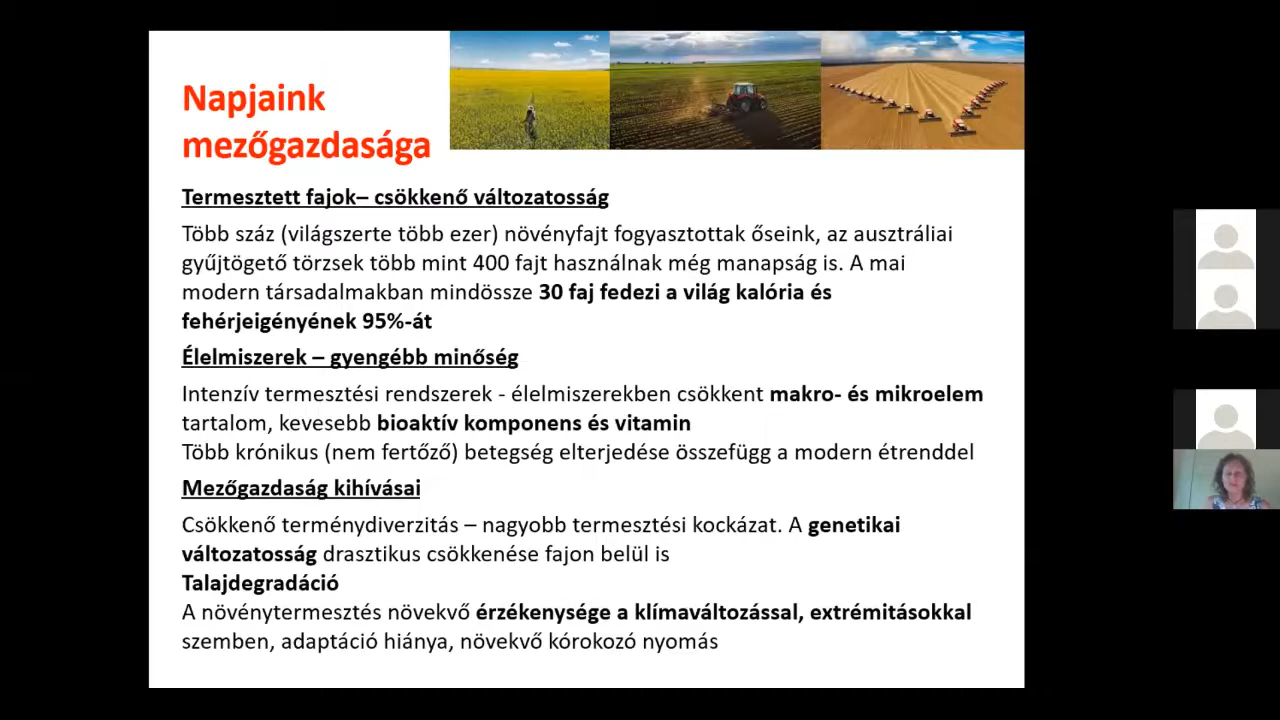 Napjaink
mezőgazdasága
Termesztett fajok– csökkenő változatosság
Több száz (világszerte több ezer) növényfajt fogyasztottak őseink, az ausztráliai
gyűjtögető törzsek több mint 400 fajt használnak még manapság is. A mai
modern társadalmakban mindössze 30 faj fedezi a világ kalória és
fehérjeigényének 95%-át
Élelmiszerek – gyengébb minőség
Intenzív termesztési rendszerek - élelmiszerekben csökkent makro- és mikroelem
tartalom, kevesebb bioaktív komponens és vitamin
Több krónikus (nem fertőző) betegség elterjedése összefügg a modern étrenddel
Mezőgazdaság kihívásai
Csökkenő terménydiverzitás – nagyobb termesztési kockázat. A genetikai
változatosság drasztikus csökkenése fajon belül is
Talajdegradáció
A növénytermesztés növekvő érzékenysége a klímaváltozással, extrémitásokkal
szemben, adaptáció hiánya, növekvő kórokozó nyomás